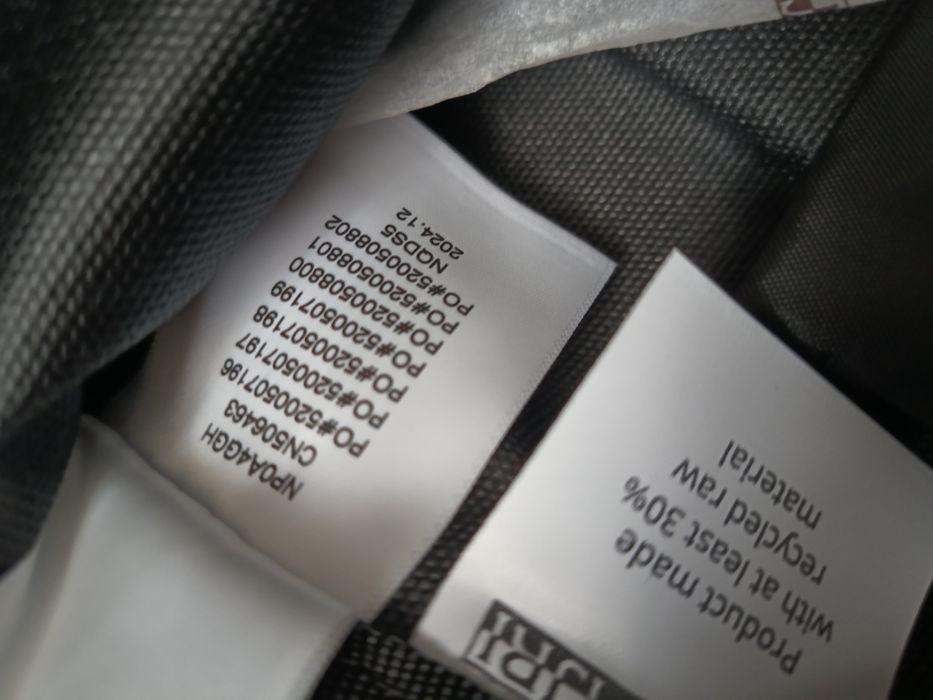 NP0A4GGH
CN506463
PO#5200507196
PO#5200507197
PO#5200507198
PO#5200507199
PO#5200508800
PO#5200508801
PO#5200508802
NQDS5
2024.12
Product made
with at least 30%
recycled raw
material